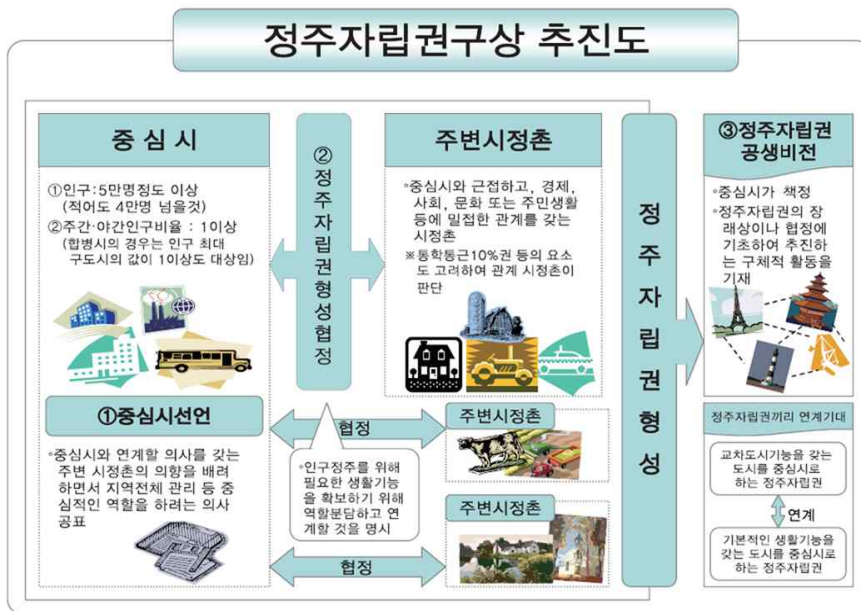 정주자립권구상 추진도
중 심 시
①인구:5만명정도 이상
(적어도 4만명 넘을것)
②주간·야간인구비율 : 1이상
(합병시의 경우는 인구 최대
구도시의 값이 1이상도 대상임)
②정주자립권형성협정
주변시정촌
◦중심시와 근접하고, 경제,
사회, 문화 또는 주민생활
등에 밀접한 관계를 갖는
시정촌
※동학통근10%권 등의 요소
도 고려하여 관계 시정촌이
판단
①중심시선언
◦중심시와 연계할 의사를 갖는
주변 시정촌의 의향을 배려
하면서 지역전체 관리 등 중
심적인 역할을 하려는 의사
공표
협정
◦인구정주를 위해
필요한 생활기능
을 확보하기 위해
역할분담하고 연
계할 것을 명시
협정
주변시정촌
주변시정촌
정주자립권형성
③정주자립권
공생비전
◦중심시가 책정
◦정주자립권의 장
래상이나 협정에
기초하여 추진하
는 구체적 활동을
기재
정주자립권끼리 연계기대
교차도시기능을 갖는
도시를 중심시로
하는 정주자립권
연계
기본적인 생활기능을
갖는 도시를 중심시로
하는 정주자립권